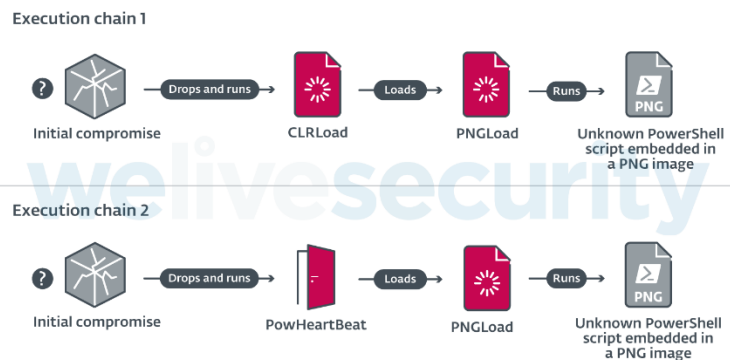 Execution chain 1
?
Drops and runs
Loads
Runs
PNG
Initial compromise
CLRLoad
PNGLoad
Unknown PowerShell
script embedded in
a PNG image
welivesecurity
Execution chain 2
?
Drops and runs
Loads
Runs
PNG
Initial compromise
PowHeartBeat
PNGLoad
Unknown PowerShell
script embedded in
a PNG image